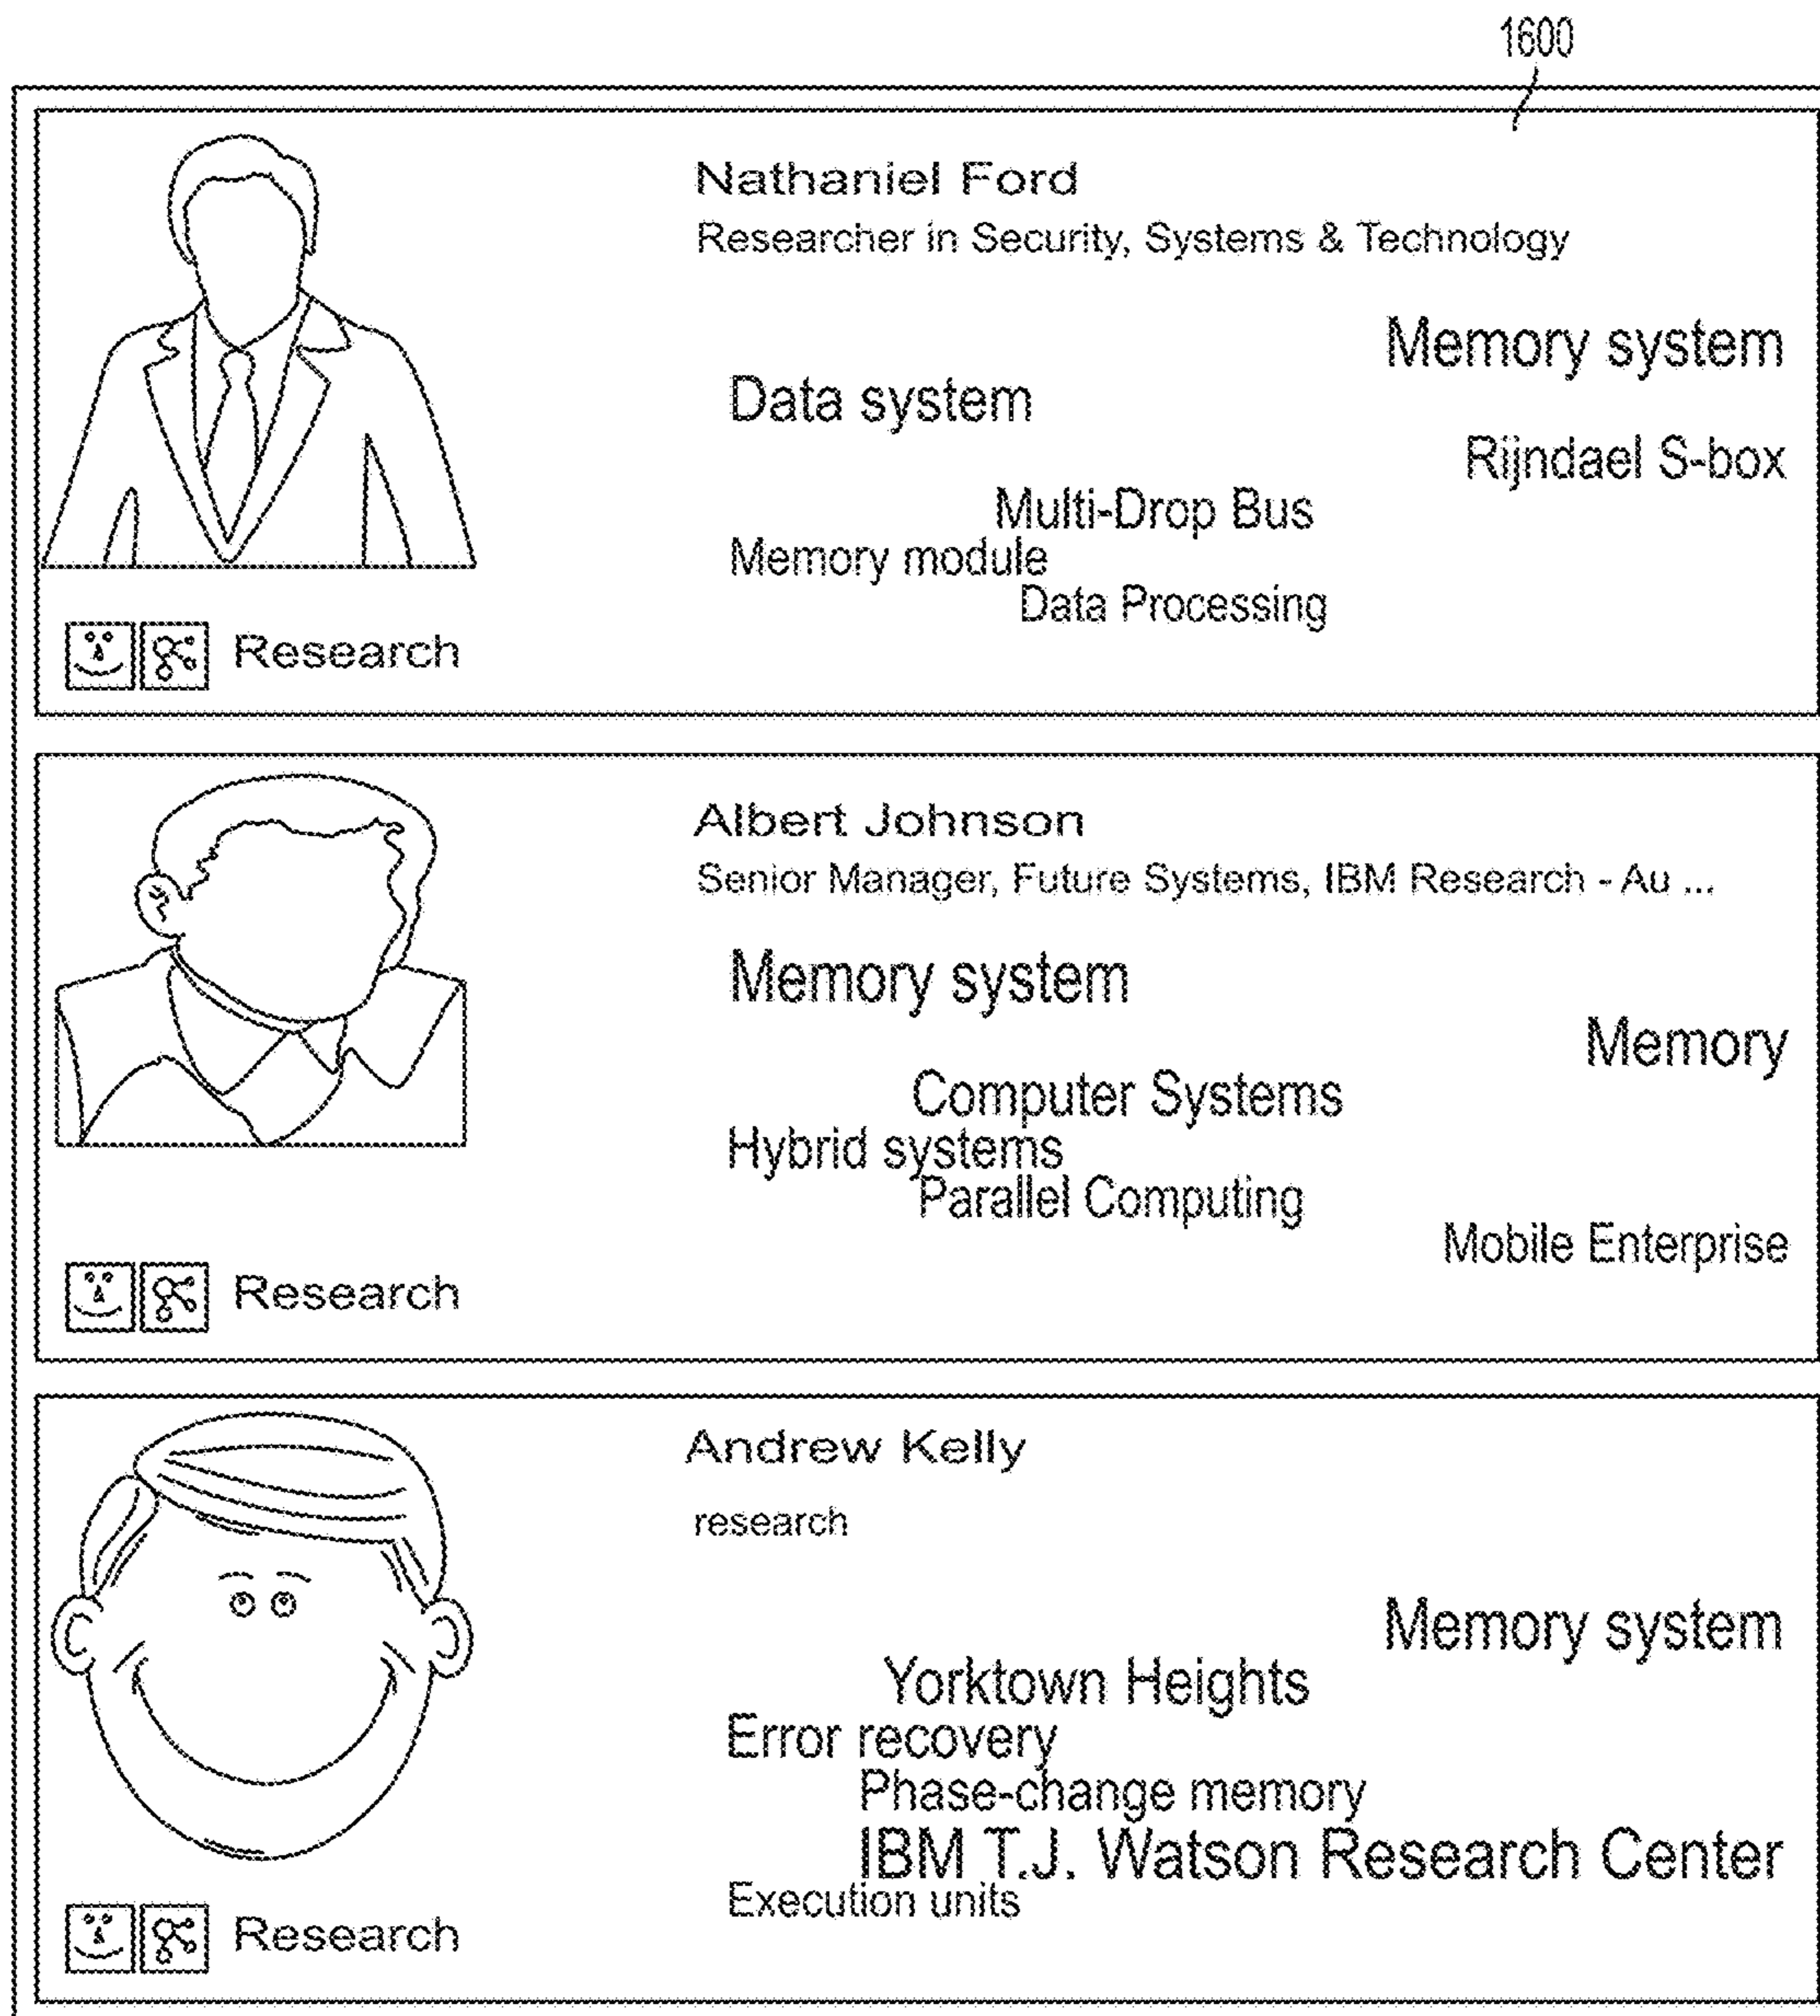 1600
Nathaniel Ford
Researcher in Security, Systems & Technology
Memory system
Data system
Rijndael S-box
Multi-Drop Bus
Memory module
Data Processing
Research
Albert Johnson
Senior Manager, Future Systems, IBM Research - Au ...
Memory system
Memory
Computer Systems
Hybrid systems
Parallel Computing
Mobile Enterprise
Research
Andrew Kelly
research
Memory system
Yorktown Heights
Error recovery
Phase-change memory
IBM T.J. Watson Research Center
Execution units
Research